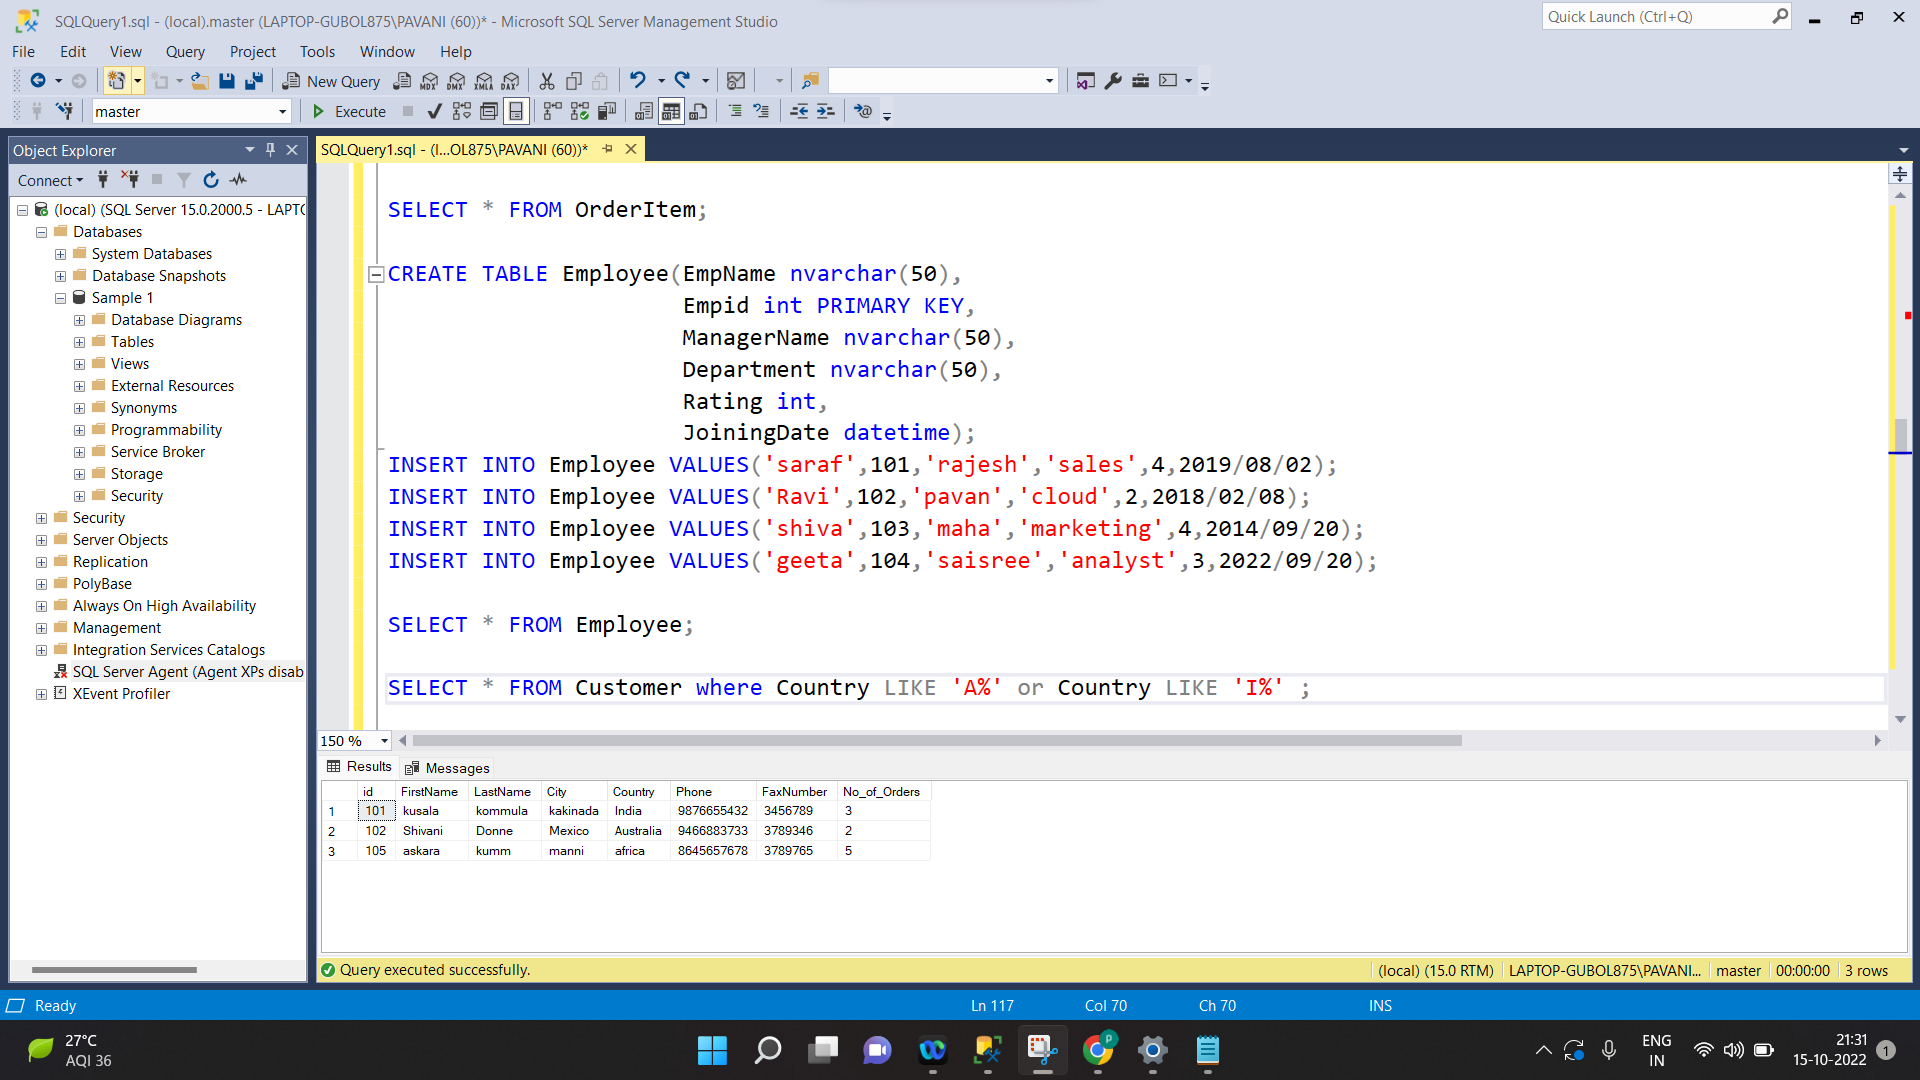 SQLQuery1.sql - (local).master (LAPTOP-GUBOL875\PAVANI (60))* - Microsoft SQL Server Management Studio
Quick Launch (Ctrl+Q)
File Edit View Query Project Tools Window Help
New Query
MDX DMX XMLA DAX
master
Execute
Object Explorer
SQLQuery1.sql - (l...OL875\PAVANI (60))*
Connect
(local) (SQL Server 15.0.2000.5 - LAPTO
Databases
System Databases
Database Snapshots
Sample 1
Database Diagrams
Tables
Views
External Resources
Synonyms
Programmability
Service Broker
Storage
Security
Security
Server Objects
Replication
PolyBase
Always On High Availability
Management
Integration Services Catalogs
SQL Server Agent (Agent XPs disab
XEvent Profiler
SELECT * FROM OrderItem;
CREATE TABLE Employee(EmpName nvarchar(50),
Empid int PRIMARY KEY,
ManagerName nvarchar(50),
Department nvarchar(50),
Rating int,
JoiningDate datetime);
INSERT INTO Employee VALUES('saraf',101,'rajesh','sales',4,2019/08/02);
INSERT INTO Employee VALUES('Ravi',102,'pavan','cloud',2,2018/02/08);
INSERT INTO Employee VALUES('shiva',103,'maha','marketing',4,2014/09/20);
INSERT INTO Employee VALUES('geeta',104,'saisree','analyst',3,2022/09/20);
SELECT * FROM Employee;
SELECT * FROM Customer where Country LIKE 'A%' or Country LIKE 'I%' ;
150 %
Results Messages
id FirstName LastName City Country Phone FaxNumber No_of_Orders
1 101 kusala kommula kakinada India 9876655432 3456789 3
2 102 Shivani Donne Mexico Australia 9466883733 3789346 2
3 105 askara kumm manni africa 8645657678 3789765 5
Query executed successfully.
(local) (15.0 RTM) LAPTOP-GUBOL875\PAVANI... master 00:00:00 3 rows
Ready
Ln 117 Col 70 Ch 70 INS
27°C
AQI 36
P
ENG
IN
21:31
15-10-2022
1